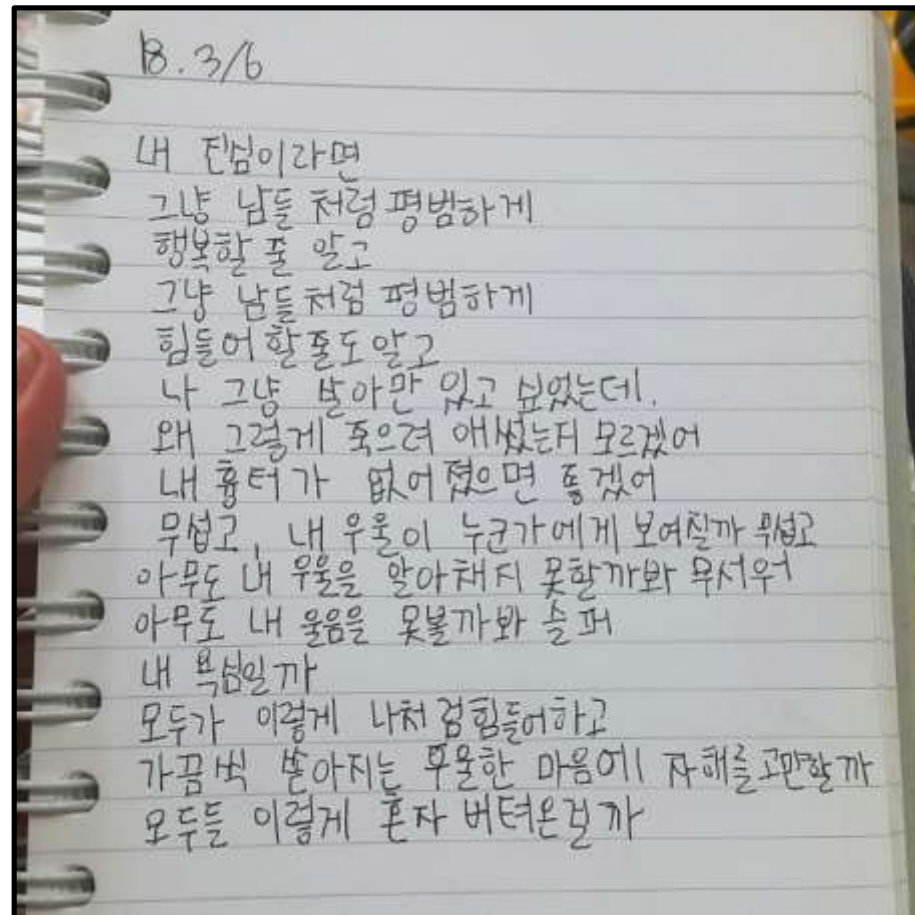 18. 3/6
내 진심이라면
그냥 남들 처럼 평범하게
행복할 줄 알고
그냥 남들처럼 평범하게
힘들어할줄도알고
나 그냥 살아만 있고 싶었는데.
왜 그렇게 죽으려 애썼는지 모르겠어
내 흉터가 없어졌으면 좋겠어
무섭고, 내 우울이 누군가에게 보여질까 무섭고
아무도 내 우울을 알아채지 못할까봐 무서워
아무도 내 울음을 못볼까봐 슬퍼
내 욕심일까
모두가 이렇게 나처럼힘들어하고
가끔씩 쏟아지는 우울한 마음에 자해를고민할까
모두들 이렇게 혼자 버텨온걸까